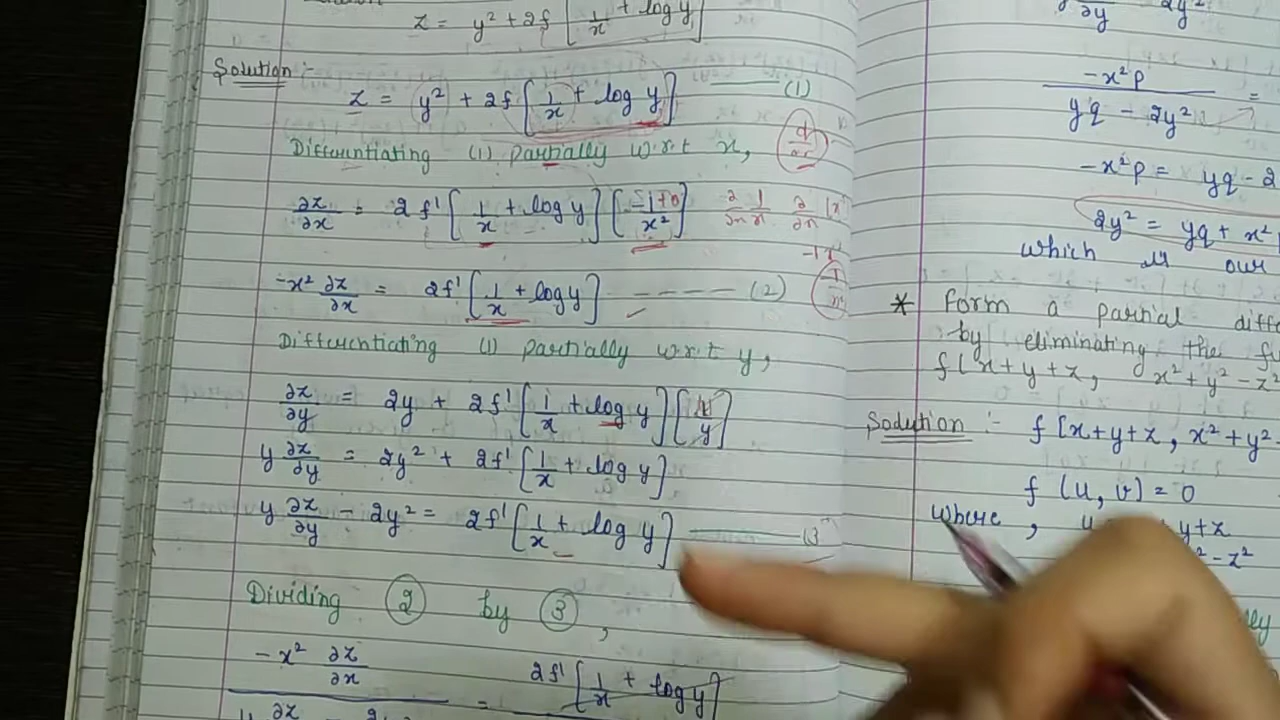 z = y² + 2f [1/x + log y]
Solution :-
z = y² + 2f [1/x + log y] ——— (1)
Differentiating (1) partially w.r.t x,
∂z/∂x = 2f' [1/x + log y] [-1+0/x²]
-x² ∂z/∂x = 2f' [1/x + log y] ---- (2)
Differentiating (1) partially w.r.t y,
∂z/∂y = 2y + 2f' [1/x + log y] [1/y]
y ∂z/∂y = 2y² + 2f' [1/x + log y]
y ∂z/∂y - 2y² = 2f' [1/x + log y] ——— (3
Dividing ② by ③,
-x² ∂z/∂x = 2f' [1/x + log y]
-x²p / yq - 2y² =
-x²p = yq - 2
2y² = yq + x²
which is our
* Form a partial
by eliminating the
f(x+y+z, x²+y²-z²
Solution :- f [x+y+z, x²+y²-
f (u, v) = 0
where,
y+z
-z²